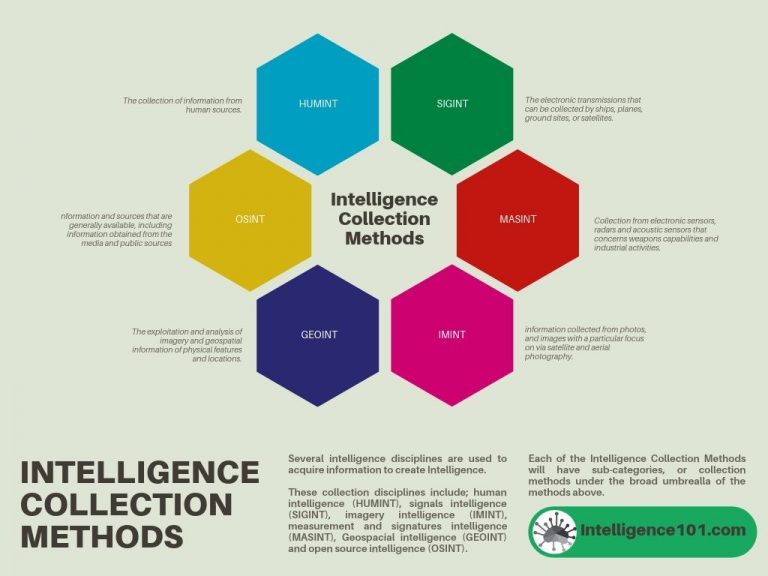 HUMINT
The collection of information from
human sources.
SIGINT
The electronic transmissions that
can be collected by ships, planes,
ground sites, or satellites.
OSINT
nformation and sources that are
generally available, including
information obtained from the
media and public sources
Intelligence
Collection
Methods
MASINT
Collection from electronic sensors,
radars and acoustic sensors that
concerns weapons capabilities and
industrial activities.
GEOINT
The exploitation and analysis of
imagery and geospatial
information of physical features
and locations.
IMINT
information collected from photos,
and images with a particular focus
on via satellite and aerial
photography.
INTELLIGENCE
COLLECTION
METHODS
Several intelligence disciplines are used to
acquire information to create Intelligence.
These collection disciplines include; human
intelligence (HUMINT), signals intelligence
(SIGINT), imagery intelligence (IMINT),
measurement and signatures intelligence
(MASINT), Geospacial intelligence (GEOINT)
and open source intelligence (OSINT).
Each of the Intelligence Collection Methods
will have sub-categories, or collection
methods under the broad umbrealla of the
methods above.
Intelligence101.com